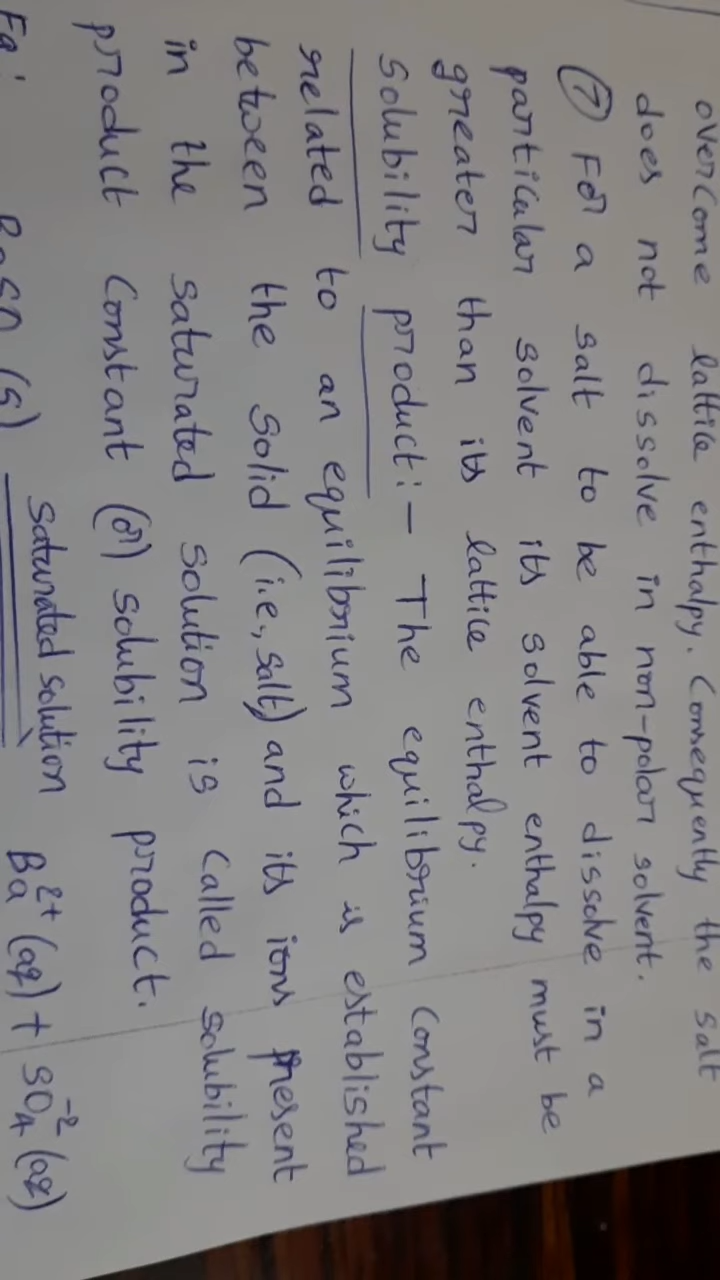 overcome lattice enthalpy. Consequently the salt
does not dissolve in non-polar solvent.
⑦ For a salt to be able to dissolve in a
particular solvent its solvent enthalpy must be
greater than its lattice enthalpy.
Solubility product :- The equilibrium constant
related to an equilibrium which is established
between the solid (i.e., salt) and its ions present
in the saturated solution is called solubility
product constant (or) solubility product.
saturated solution
(s) Ba²⁺(aq) + SO₄⁻²(aq)